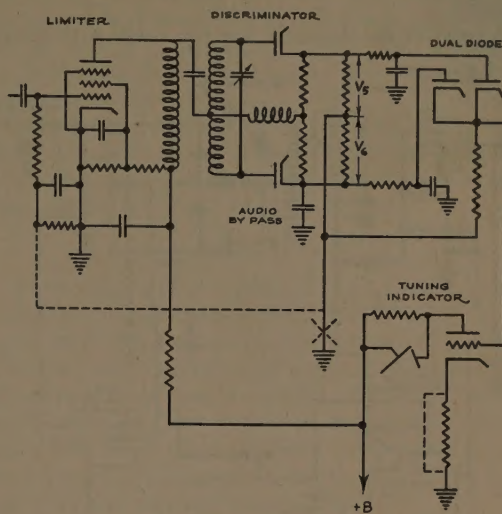 LIMITER
DISCRIMINATOR
DUAL DIODE
V5
V6
AUDIO
BY PASS
TUNING
INDICATOR
+B